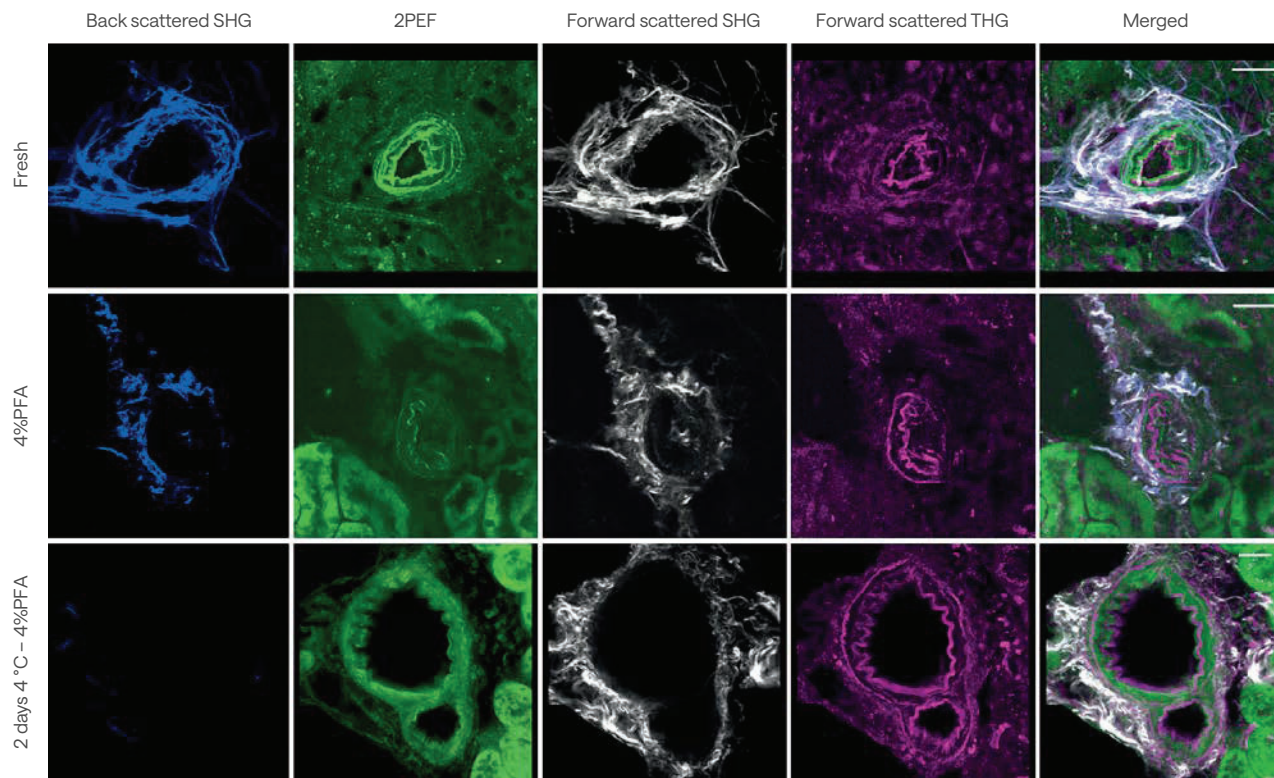 Back scattered SHG
2PEF
Forward scattered SHG
Forward scattered THG
Merged
Fresh
4%PFA
2 days 4 °C – 4%PFA